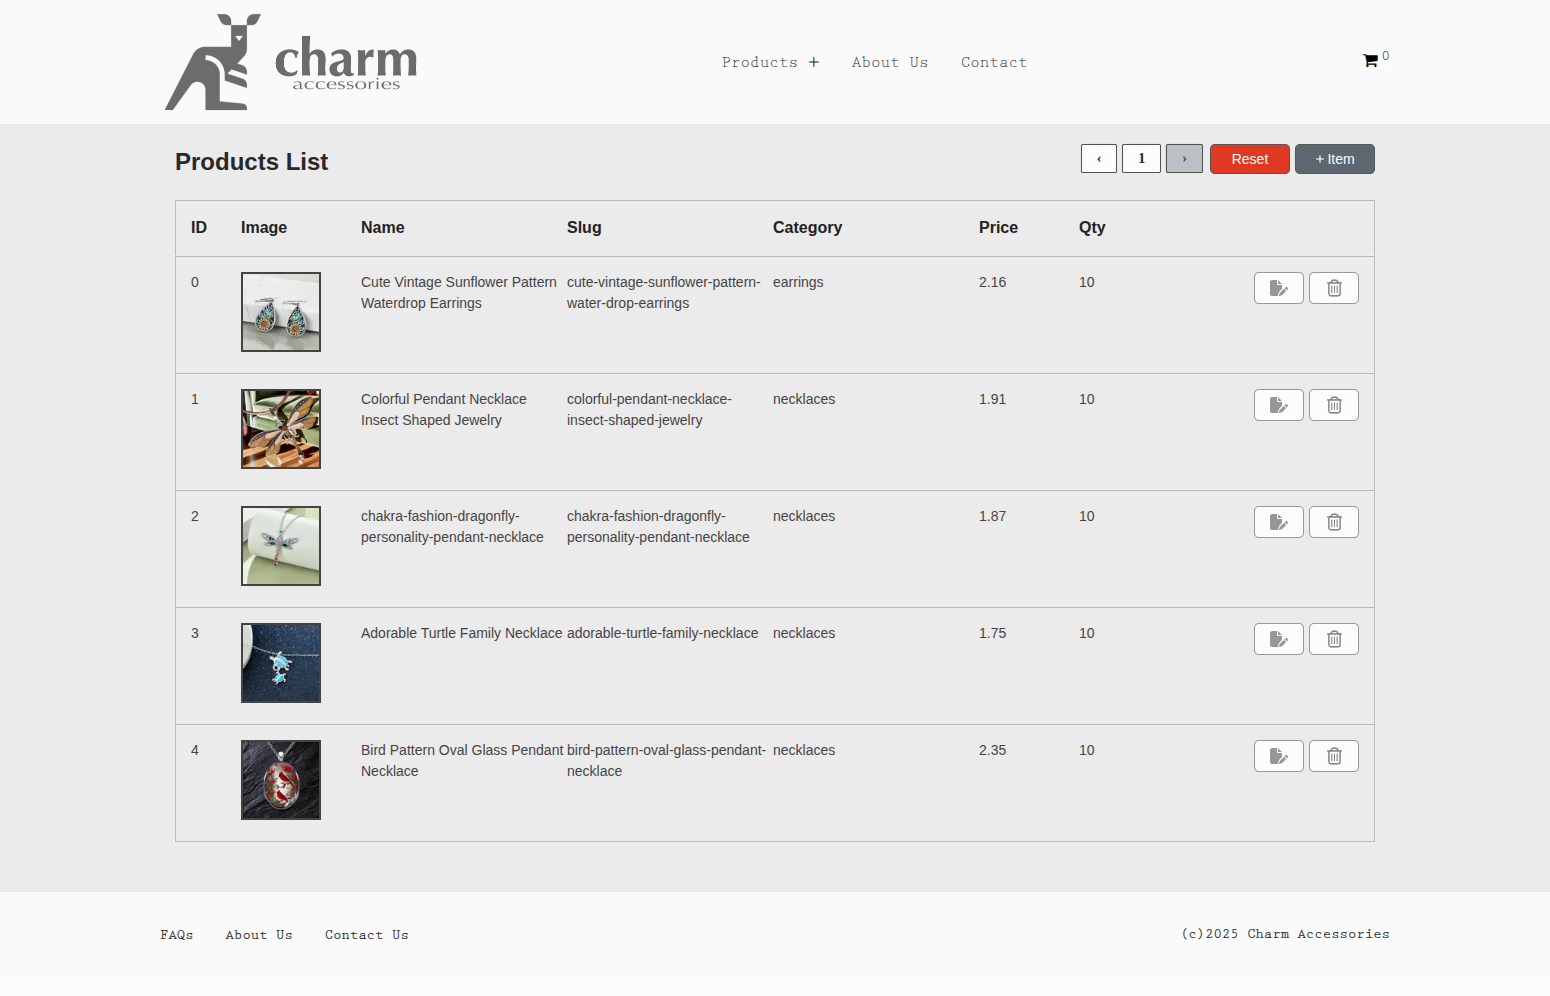 charm
accessories
Products +
About Us
Contact
0
Products List
‹
1
›
Reset
+ Item
ID
Image
Name
Slug
Category
Price
Qty
0
Cute Vintage Sunflower Pattern
Waterdrop Earrings
cute-vintage-sunflower-pattern-
water-drop-earrings
earrings
2.16
10
1
Colorful Pendant Necklace
Insect Shaped Jewelry
colorful-pendant-necklace-
insect-shaped-jewelry
necklaces
1.91
10
2
chakra-fashion-dragonfly-
personality-pendant-necklace
chakra-fashion-dragonfly-
personality-pendant-necklace
necklaces
1.87
10
3
Adorable Turtle Family Necklace
adorable-turtle-family-necklace
necklaces
1.75
10
4
Bird Pattern Oval Glass Pendant
Necklace
bird-pattern-oval-glass-pendant-
necklace
necklaces
2.35
10
FAQs
About Us
Contact Us
(c)2025 Charm Accessories